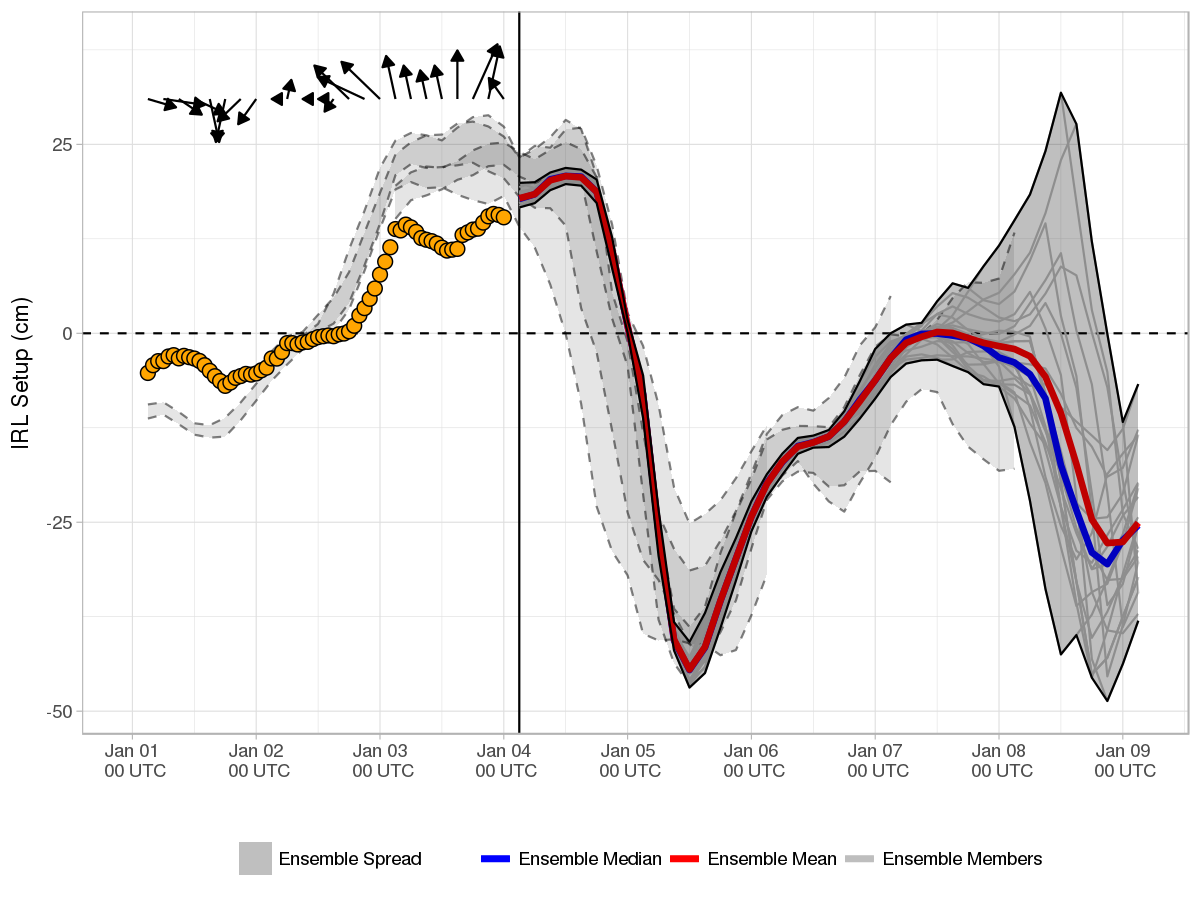 IRL Setup (cm)
25
0
-25
-50
Jan 01 Jan 02 Jan 03 Jan 04 Jan 05 Jan 06 Jan 07 Jan 08 Jan 09
00 UTC 00 UTC 00 UTC 00 UTC 00 UTC 00 UTC 00 UTC 00 UTC 00 UTC
Ensemble Spread Ensemble Median Ensemble Mean Ensemble Members